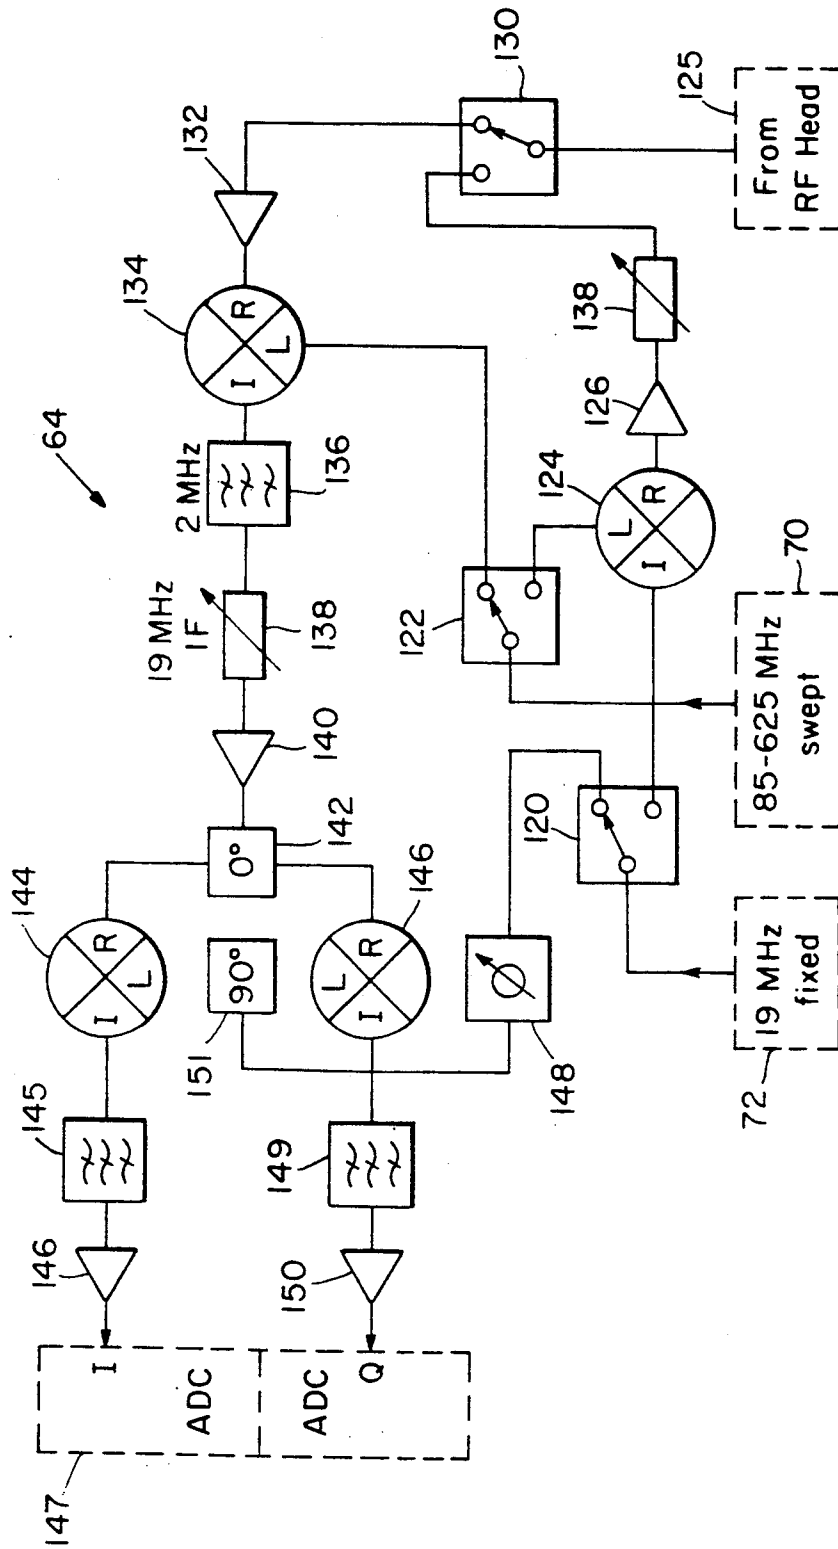 64
130
132
134
R
L
I
2 MHz
136
19 MHz
IF
138
140
142
0°
144
R
L
I
145
146
I
ADC
147
ADC
Q
150
149
146
R
L
I
90°
151
148
122
120
124
L
R
I
126
138
125
From
RF Head
70
85-625 MHz
swept
72
19 MHz
fixed